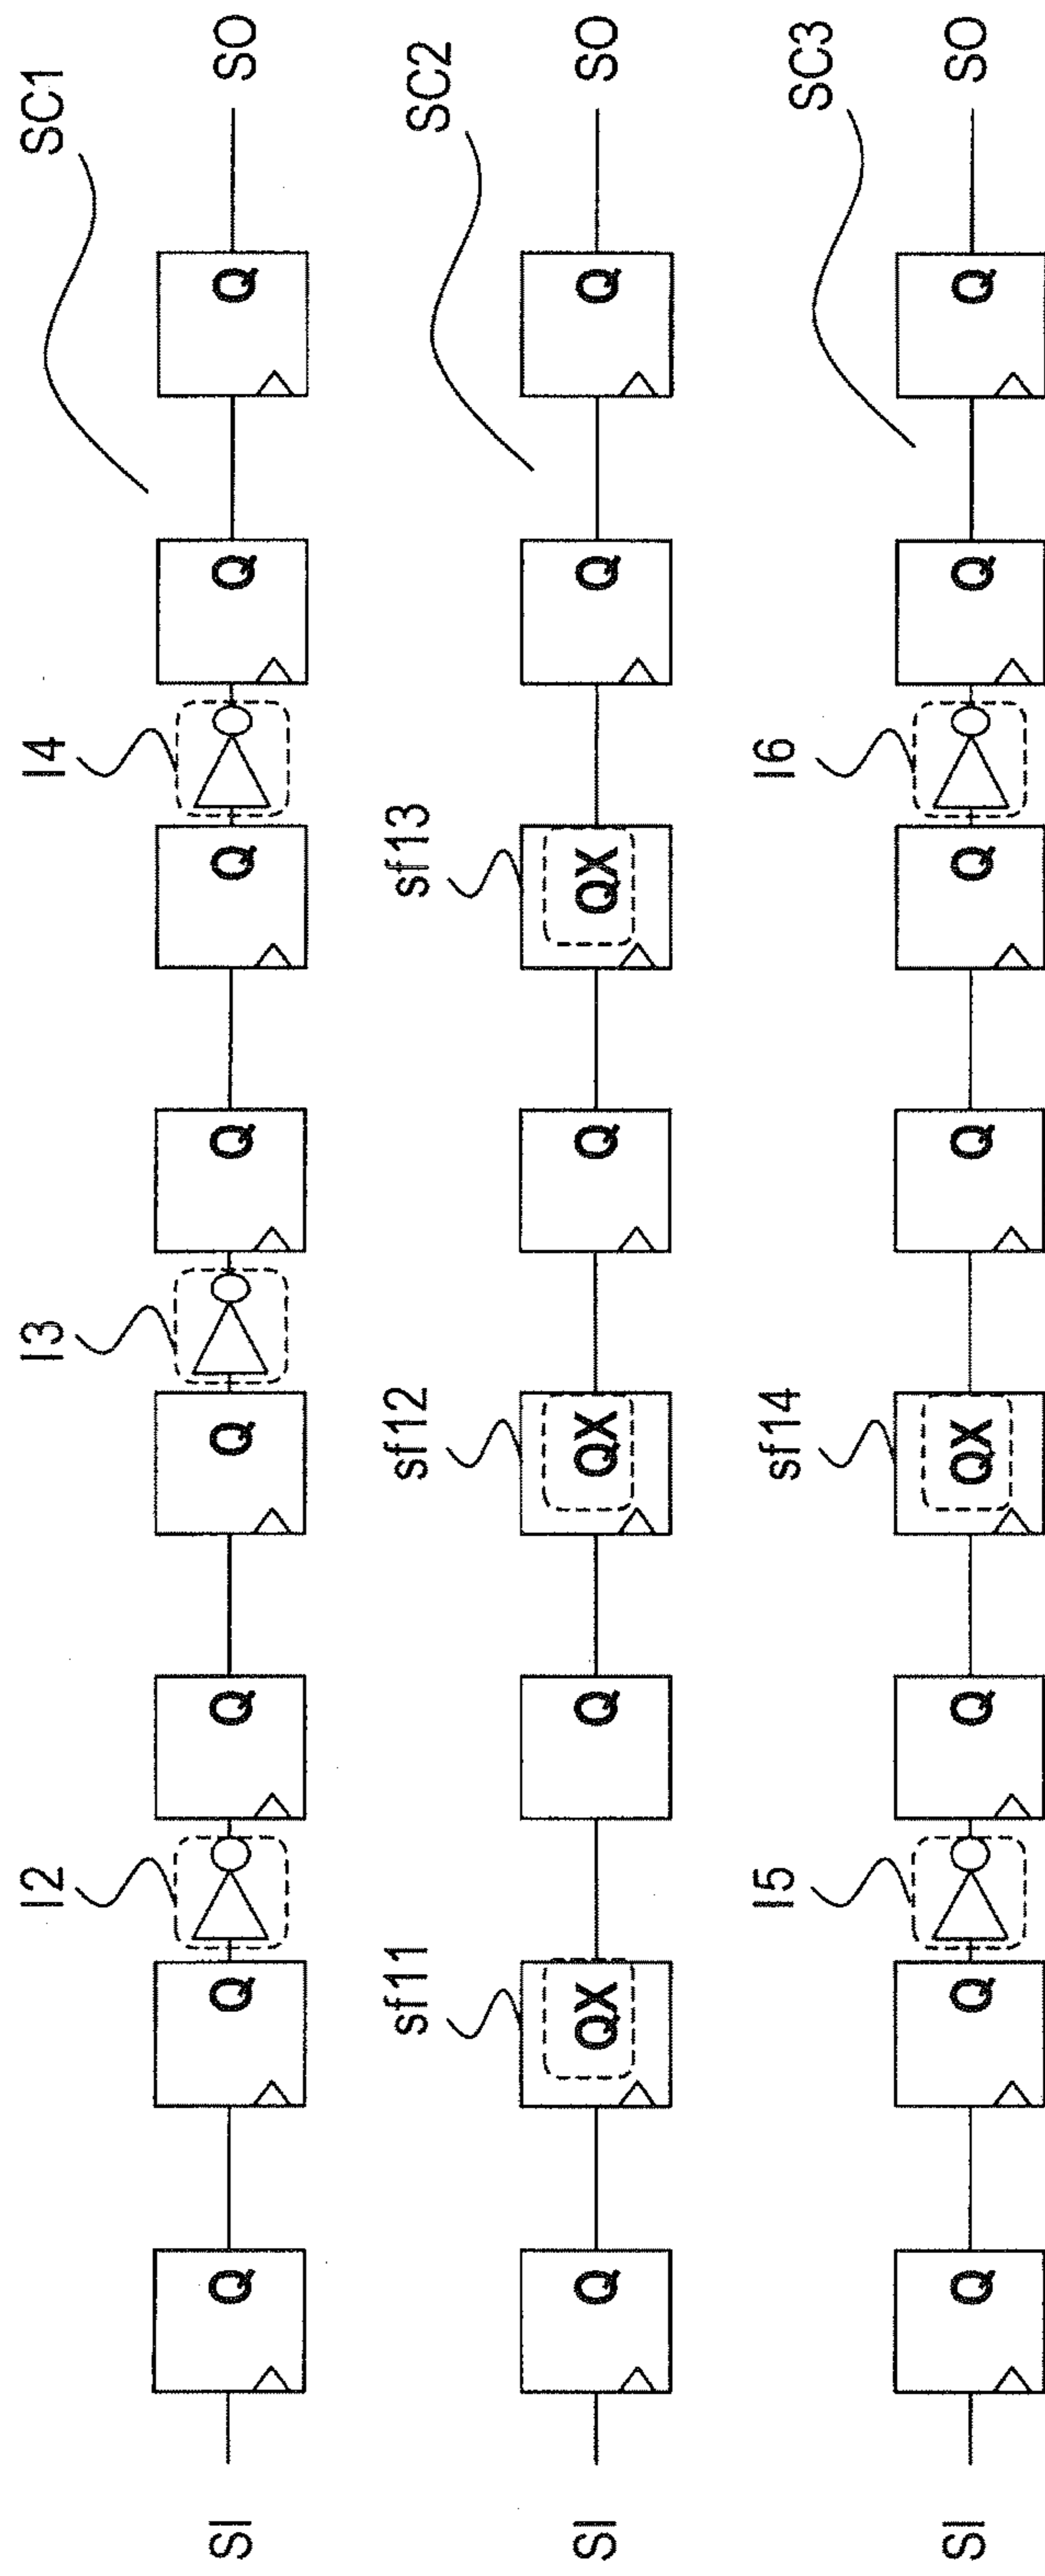 I2 I3 I4 SC1
SI Q Q Q Q Q Q Q Q SO
sf11 sf12 sf13 SC2
SI Q QX Q QX Q QX Q Q SO
I5 sf14 I6 SC3
SI Q Q Q QX Q Q Q Q SO